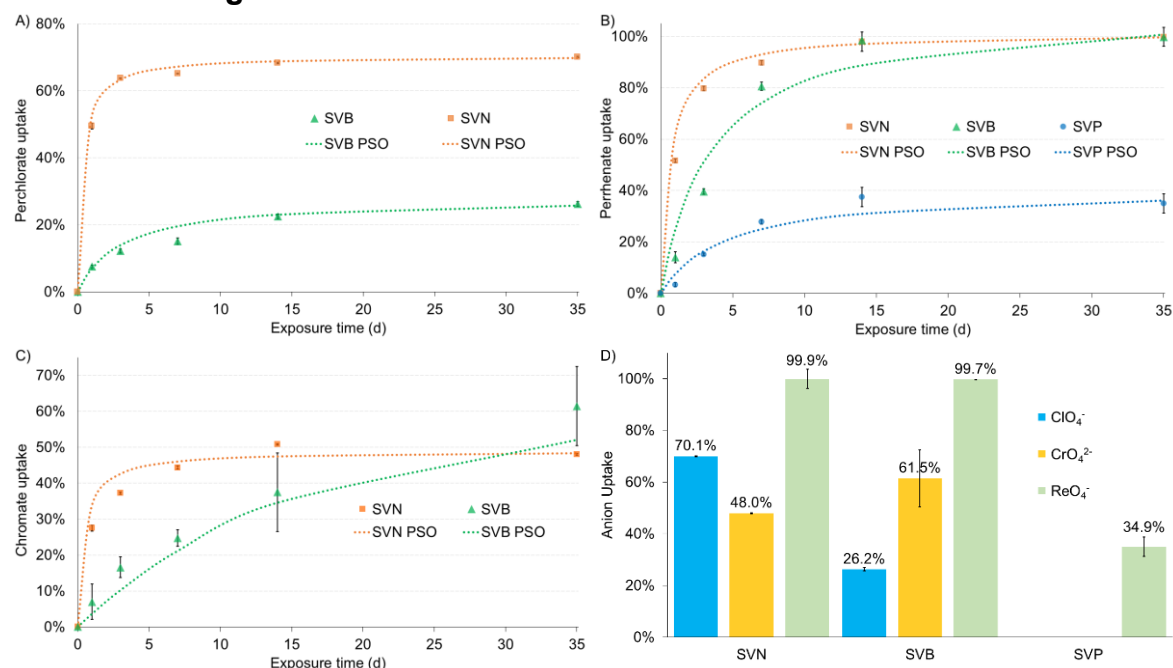 A)
80%
60%
40%
20%
0%
Perchlorate uptake
SVB
SVN
SVB PSO
SVN PSO
0 5 10 15 20 25 30 35
Exposure time (d)
B)
100%
80%
60%
40%
20%
0%
Perrhenate uptake
SVN
SVB
SVP
SVN PSO
SVB PSO
SVP PSO
0 5 10 15 20 25 30 35
Exposure time (d)
C)
70%
60%
50%
40%
30%
20%
10%
0%
Chromate uptake
SVN
SVB
SVN PSO
SVB PSO
0 5 10 15 20 25 30 35
Exposure time (d)
D)
100%
80%
60%
40%
20%
0%
Anion Uptake
70.1%
48.0%
99.9%
26.2%
61.5%
99.7%
34.9%
ClO₄⁻
CrO₄²⁻
ReO₄⁻
SVN
SVB
SVP